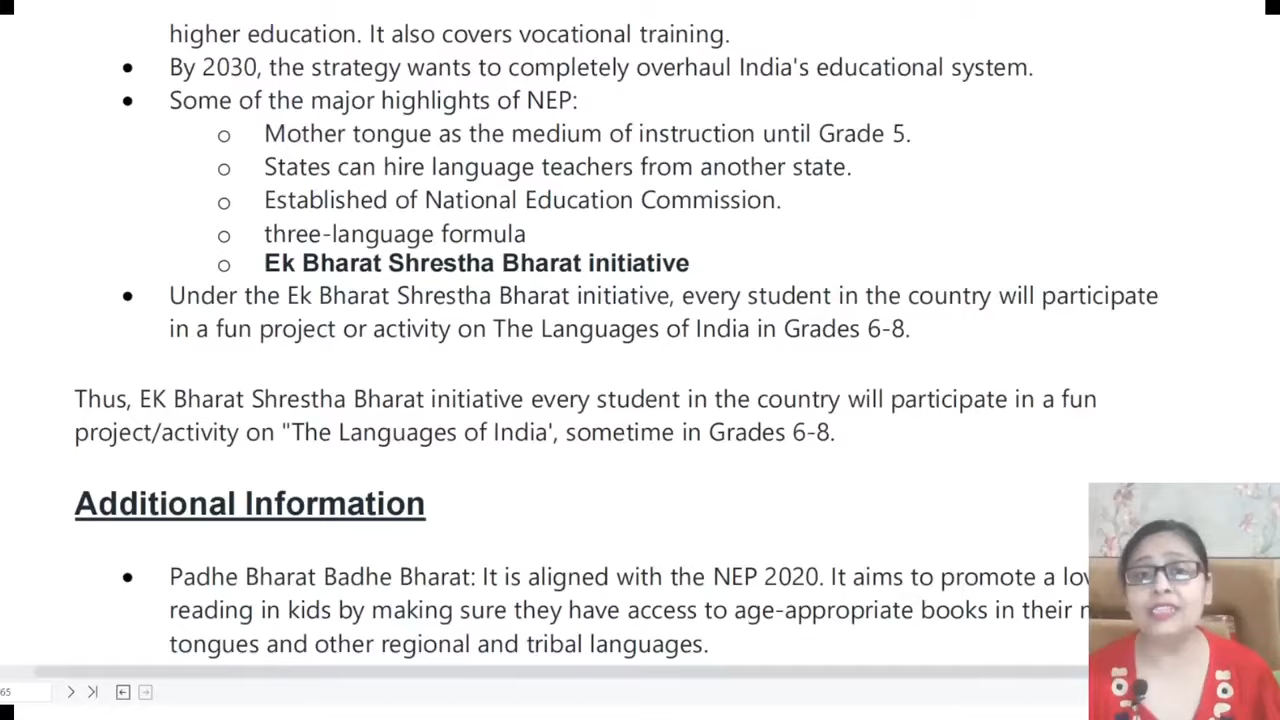 higher education. It also covers vocational training.
• By 2030, the strategy wants to completely overhaul India's educational system.
• Some of the major highlights of NEP:
o Mother tongue as the medium of instruction until Grade 5.
o States can hire language teachers from another state.
o Established of National Education Commission.
o three-language formula
o Ek Bharat Shrestha Bharat initiative
• Under the Ek Bharat Shrestha Bharat initiative, every student in the country will participate
in a fun project or activity on The Languages of India in Grades 6-8.
Thus, EK Bharat Shrestha Bharat initiative every student in the country will participate in a fun
project/activity on "The Languages of India', sometime in Grades 6-8.
Additional Information
• Padhe Bharat Badhe Bharat: It is aligned with the NEP 2020. It aims to promote a
reading in kids by making sure they have access to age-appropriate books in their
tongues and other regional and tribal languages.
65